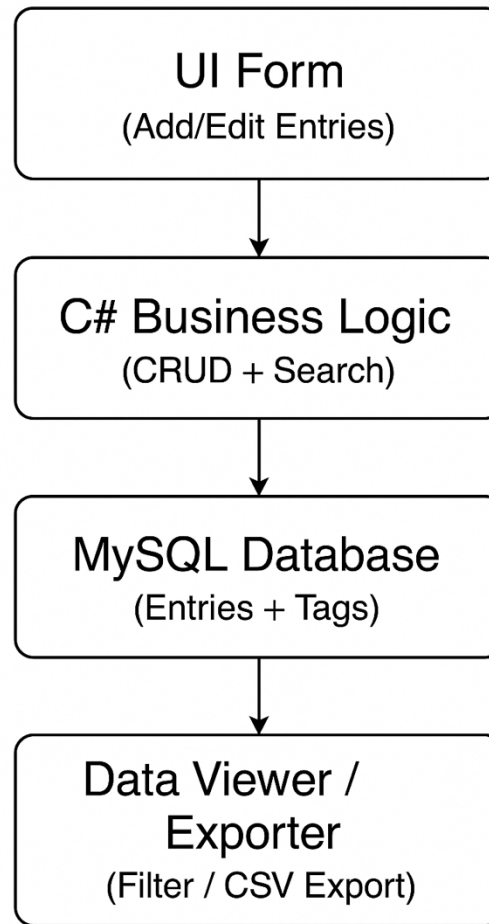 UI Form
(Add/Edit Entries)
C# Business Logic
(CRUD + Search)
MySQL Database
(Entries + Tags)
Data Viewer /
Exporter
(Filter / CSV Export)